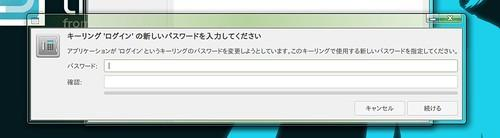 from
キーリング 'ログイン' の新しいパスワードを入力してください
アプリケーションが 'ログイン' というキーリングのパスワードを変更しようとしています。このキーリングで使用する新しいパスワードを指定してください。
パスワード:
確認:
キャンセル 続ける